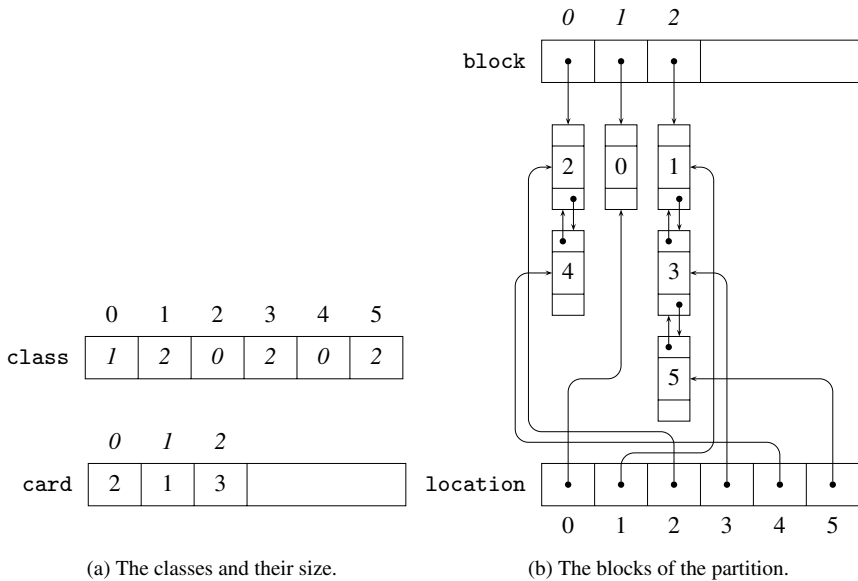 0 1 2
block
2 0 1
4 3
5
0 1 2 3 4 5
class 1 2 0 2 0 2
0 1 2
card 2 1 3
location
0 1 2 3 4 5
(a) The classes and their size.
(b) The blocks of the partition.